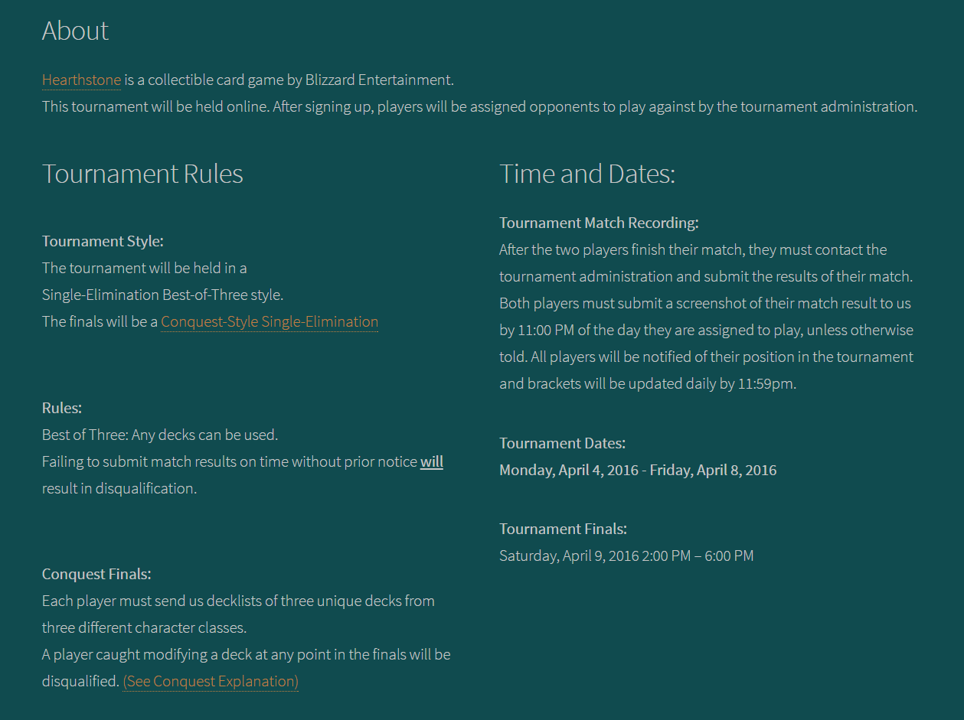 About
Hearthstone is a collectible card game by Blizzard Entertainment.
This tournament will be held online. After signing up, players will be assigned opponents to play against by the tournament administration.
Tournament Rules
Tournament Style:
The tournament will be held in a
Single-Elimination Best-of-Three style.
The finals will be a Conquest-Style Single-Elimination
Rules:
Best of Three: Any decks can be used.
Failing to submit match results on time without prior notice will
result in disqualification.
Conquest Finals:
Each player must send us decklists of three unique decks from
three different character classes.
A player caught modifying a deck at any point in the finals will be
disqualified. (See Conquest Explanation)
Time and Dates:
Tournament Match Recording:
After the two players finish their match, they must contact the
tournament administration and submit the results of their match.
Both players must submit a screenshot of their match result to us
by 11:00 PM of the day they are assigned to play, unless otherwise
told. All players will be notified of their position in the tournament
and brackets will be updated daily by 11:59pm.
Tournament Dates:
Monday, April 4, 2016 - Friday, April 8, 2016
Tournament Finals:
Saturday, April 9, 2016 2:00 PM – 6:00 PM